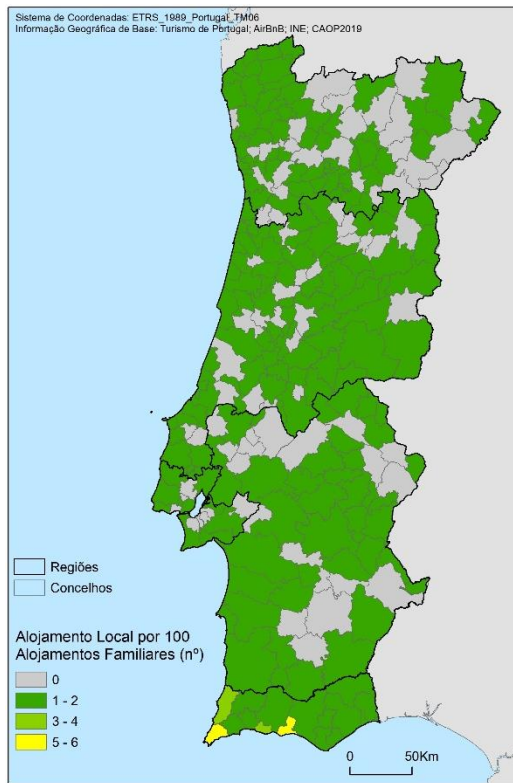 Sistema de Coordenadas: ETRS_1989_Portugal_TM06
Informação Geográfica de Base: Turismo de Portugal; AirBnB; INE; CAOP2019
Regiões
Concelhos
Alojamento Local por 100
Alojamentos Familiares (nº)
0
1 - 2
3 - 4
5 - 6
0 50Km